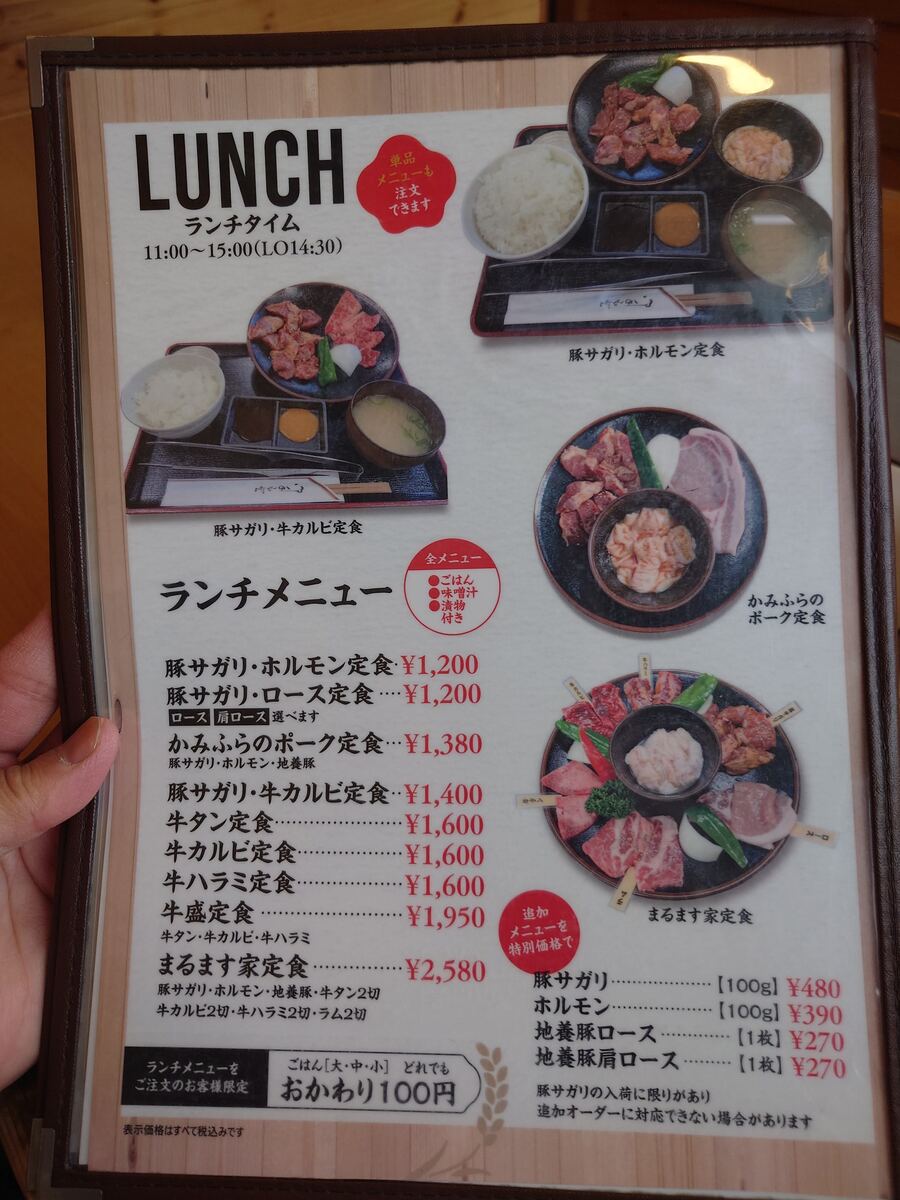 LUNCH
ランチタイム
11:00～15:00(LO14:30)
単品
メニューも
注文
できます
豚サガリ・ホルモン定食
豚サガリ・牛カルビ定食
かみふらの
ポーク定食
まるます家定食
ランチメニュー
全メニュー
●ごはん
●味噌汁
●漬物
付き
豚サガリ・ホルモン定食‥¥1,200
豚サガリ・ロース定食‥‥¥1,200
ロース 肩ロース 選べます
かみふらのポーク定食…¥1,380
豚サガリ・ホルモン・地養豚
豚サガリ・牛カルビ定食‥¥1,400
牛タン定食……………¥1,600
牛カルビ定食…………¥1,600
牛ハラミ定食…………¥1,600
牛盛定食………………¥1,950
牛タン・牛カルビ・牛ハラミ
まるます家定食…………¥2,580
豚サガリ・ホルモン・地養豚・牛タン2切
牛カルビ2切・牛ハラミ2切・ラム2切
追加
メニューを
特別価格で
豚サガリ……………【100g】¥480
ホルモン……………【100g】¥390
地養豚ロース…………【1枚】¥270
地養豚肩ロース………【1枚】¥270
豚サガリの入荷に限りがあり
追加オーダーに対応できない場合があります
ランチメニューを
ご注文のお客様限定
ごはん[大・中・小] どれでも
おかわり100円
表示価格はすべて税込みです
ロース